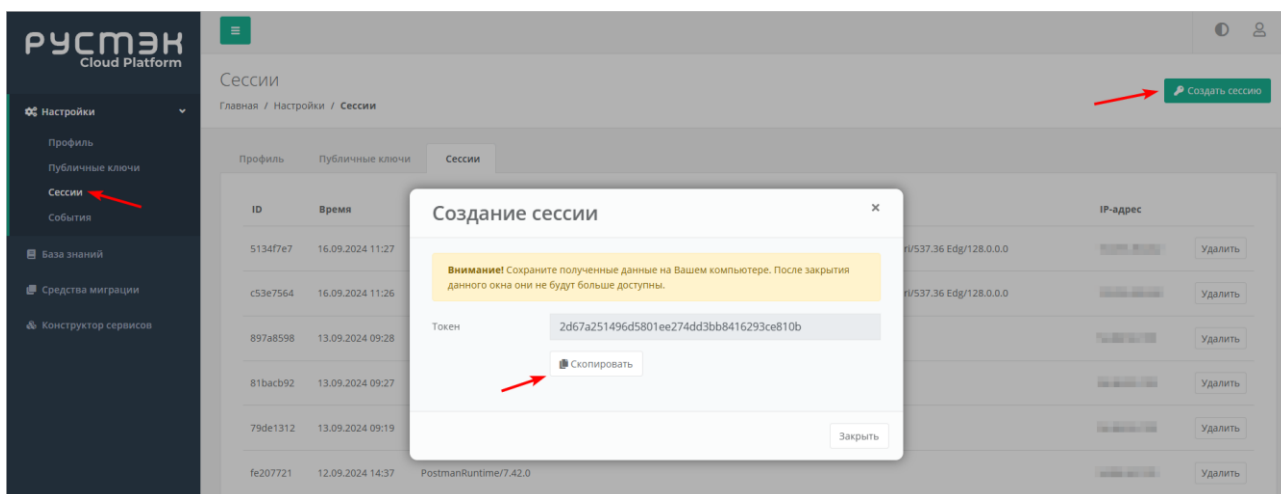 РУСТЭК
Cloud Platform
Сессии
Главная / Настройки / Сессии
Создать сессию
Настройки
Профиль
Публичные ключи
Сессии
События
База знаний
Средства миграции
Конструктор сервисов
Профиль Публичные ключи Сессии
ID Время IP-адрес
5134f7e7 16.09.2024 11:27 ri/537.36 Edg/128.0.0.0 Удалить
c53e7564 16.09.2024 11:26 ri/537.36 Edg/128.0.0.0 Удалить
897a8598 13.09.2024 09:28 Удалить
81bacb92 13.09.2024 09:27 Удалить
79de1312 13.09.2024 09:19 Удалить
fe207721 12.09.2024 14:37 PostmanRuntime/7.42.0 Удалить
Создание сессии ×
Внимание! Сохраните полученные данные на Вашем компьютере. После закрытия
данного окна они не будут больше доступны.
Токен 2d67a251496d5801ee274dd3bb8416293ce810b
Скопировать
Закрыть